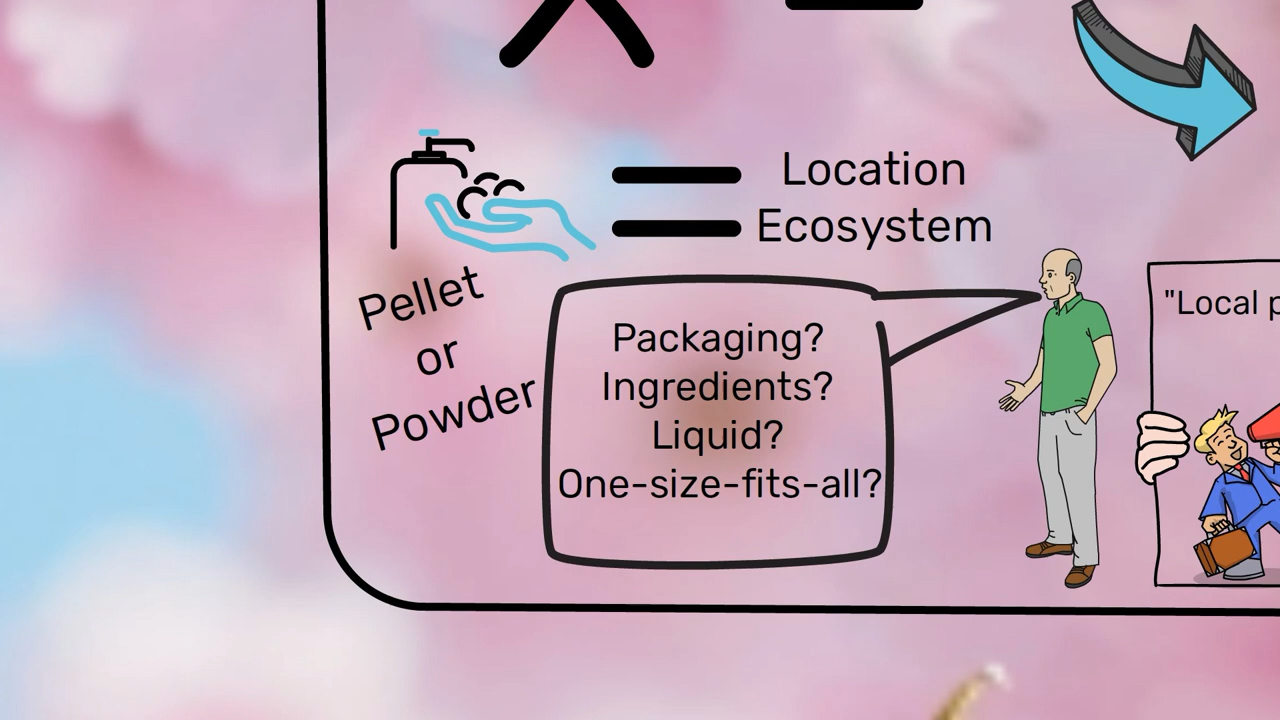 Location
Ecosystem
Pellet
or
Powder
Packaging?
Ingredients?
Liquid?
One-size-fits-all?
"Local